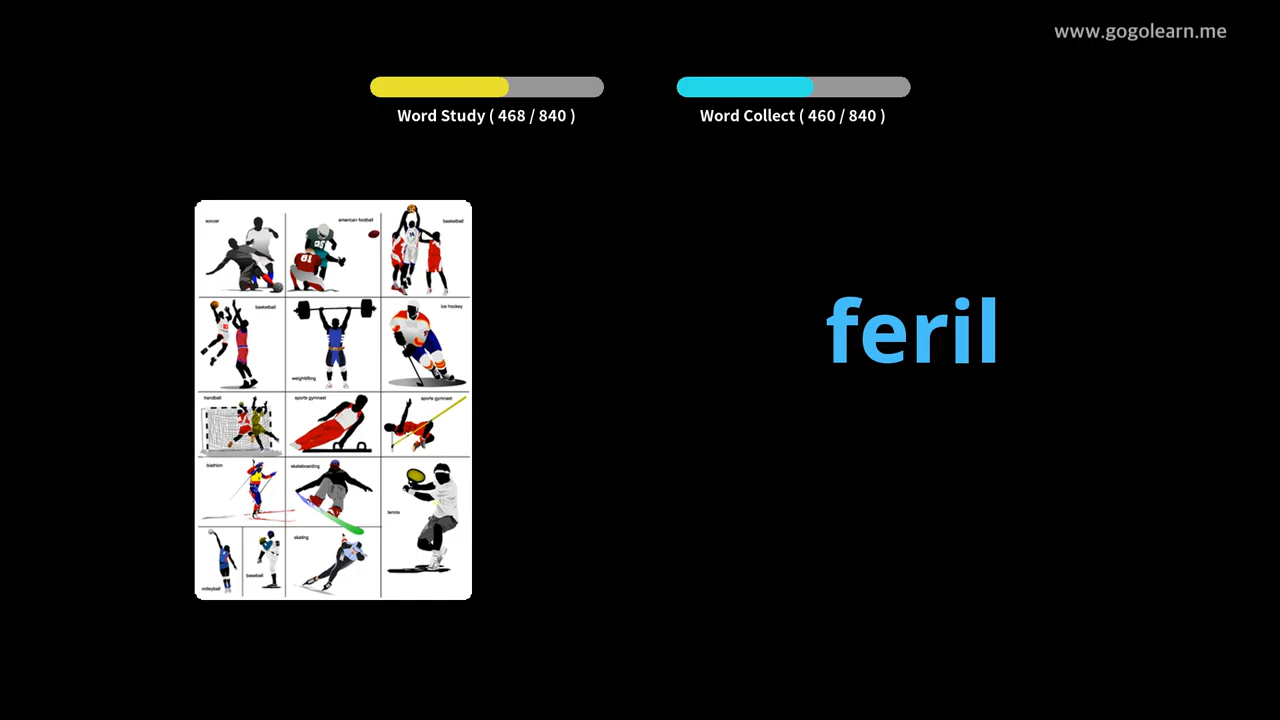 www.gogolearn.me
Word Study ( 468 / 840 )
Word Collect ( 460 / 840 )
soccer
american football
basketball
basketball
weightlifting
ice hockey
handball
sports gymnast
sports gymnast
biathlon
skateboarding
tennis
volleyball
baseball
skating
feril